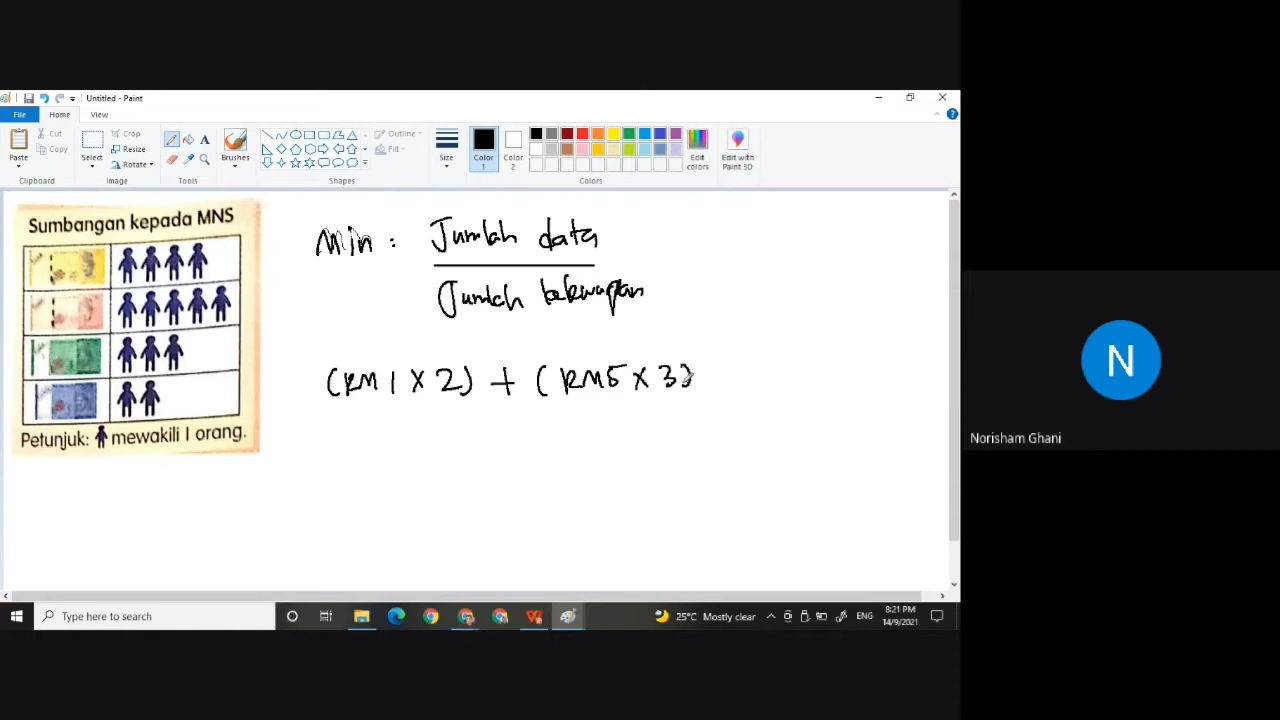 Untitled - Paint
File
Home
View
Paste
Cut
Copy
Clipboard
Select
Crop
Resize
Rotate
Image
Tools
Brushes
Outline
Fill
Shapes
Size
Color 1
Color 2
Edit colors
Edit with Paint 3D
Colors
Sumbangan kepada MNS
Petunjuk: mewakili 1 orang.
Min : Jumlah data
Jumlah kekerapan
(RM 1 X 2) + ( RM5 X 3)
N
Norisham Ghani
Type here to search
25°C Mostly clear
ENG
8:21 PM
14/9/2021